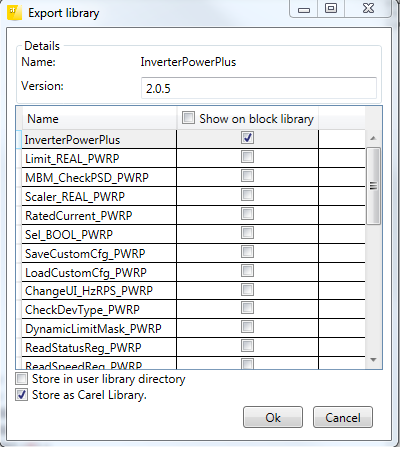 Export library
Details
Name: InverterPowerPlus
Version: 2.0.5
Name Show on block library
InverterPowerPlus
Limit_REAL_PWRP
MBM_CheckPSD_PWRP
Scaler_REAL_PWRP
RatedCurrent_PWRP
Sel_BOOL_PWRP
SaveCustomCfg_PWRP
LoadCustomCfg_PWRP
ChangeUI_HzRPS_PWRP
CheckDevType_PWRP
DynamicLimitMask_PWRP
ReadStatusReg_PWRP
ReadSpeedReg_PWRP
Store in user library directory
Store as Carel Library.
Ok Cancel